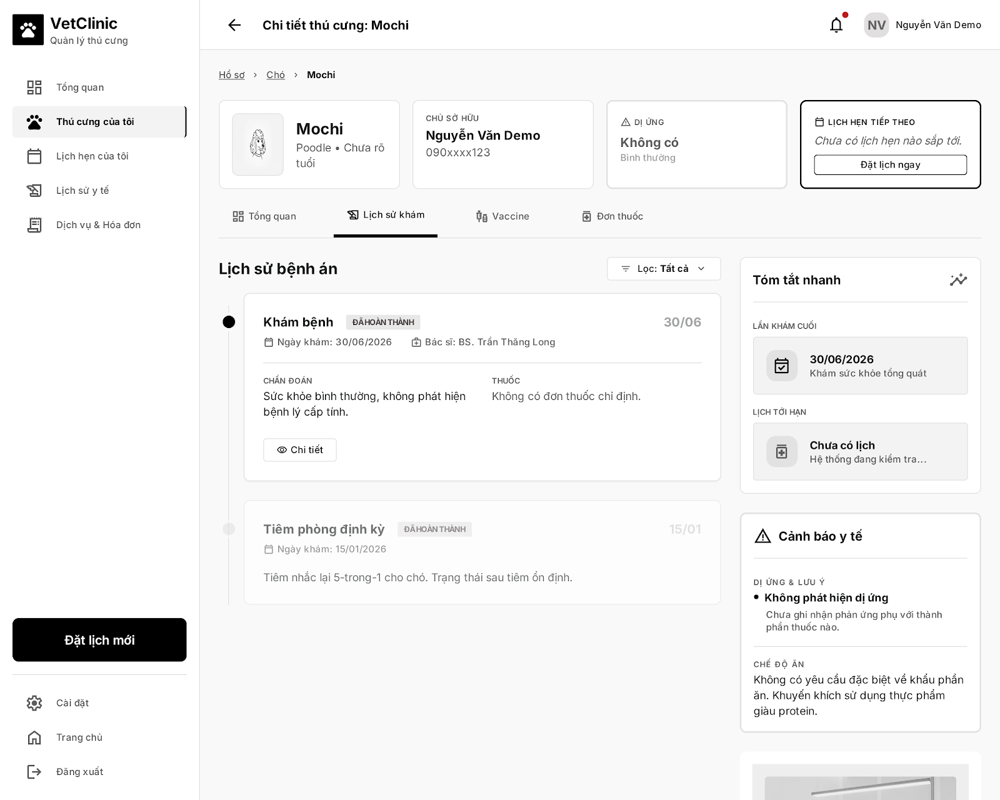 VetClinic
Quản lý thú cưng
Tổng quan
Thú cưng của tôi
Lịch hẹn của tôi
Lịch sử y tế
Dịch vụ & Hóa đơn
Đặt lịch mới
Cài đặt
Trang chủ
Đăng xuất
Chi tiết thú cưng: Mochi
NV
Nguyễn Văn Demo
Hồ sơ › Chó › Mochi
Mochi
Poodle • Chưa rõ
tuổi
CHỦ SỞ HỮU
Nguyễn Văn Demo
090xxxx123
DỊ ỨNG
Không có
Bình thường
LỊCH HẸN TIẾP THEO
Chưa có lịch hẹn nào sắp tới.
Đặt lịch ngay
Tổng quan
Lịch sử khám
Vaccine
Đơn thuốc
Lịch sử bệnh án
Lọc: Tất cả
Khám bệnh
ĐÃ HOÀN THÀNH
30/06
Ngày khám: 30/06/2026
Bác sĩ: BS. Trần Thăng Long
CHẨN ĐOÁN
Sức khỏe bình thường, không phát hiện
bệnh lý cấp tính.
THUỐC
Không có đơn thuốc chỉ định.
Chi tiết
Tiêm phòng định kỳ
ĐÃ HOÀN THÀNH
15/01
Ngày khám: 15/01/2026
Tiêm nhắc lại 5-trong-1 cho chó. Trạng thái sau tiêm ổn định.
Tóm tắt nhanh
LẦN KHÁM CUỐI
30/06/2026
Khám sức khỏe tổng quát
LỊCH TỚI HẠN
Chưa có lịch
Hệ thống đang kiểm tra...
Cảnh báo y tế
DỊ ỨNG & LƯU Ý
• Không phát hiện dị ứng
Chưa ghi nhận phản ứng phụ với thành
phần thuốc nào.
CHẾ ĐỘ ĂN
Không có yêu cầu đặc biệt về khẩu phần
ăn. Khuyến khích sử dụng thực phẩm
giàu protein.